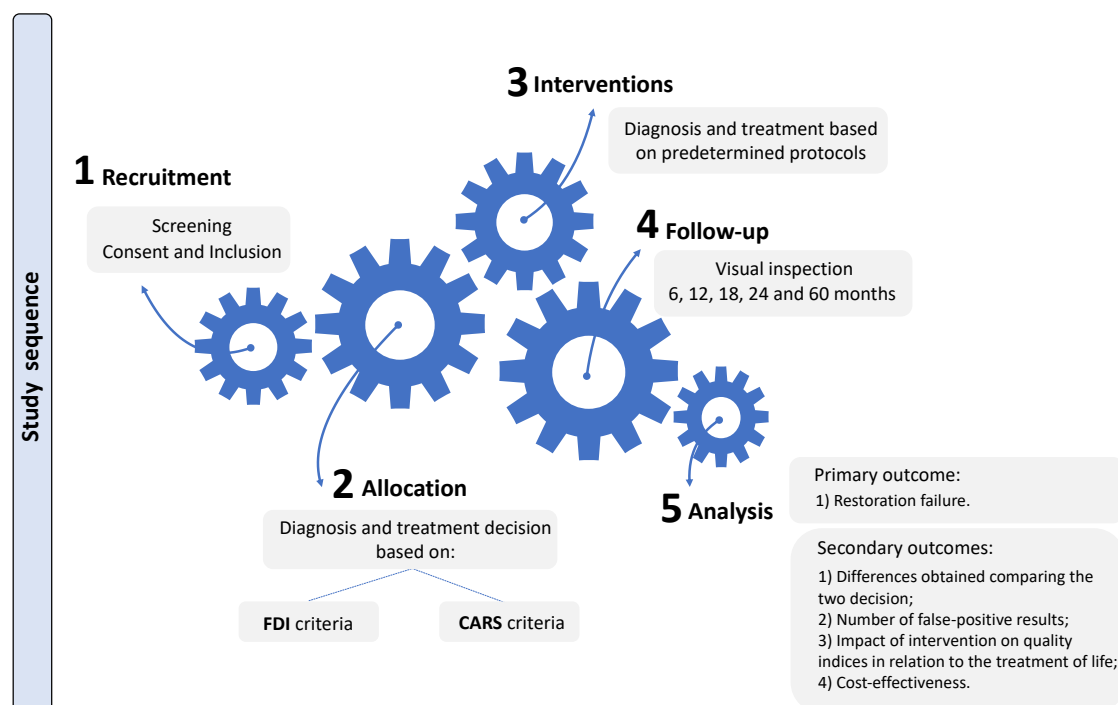 Study sequence
1 Recruitment
Screening
Consent and Inclusion
2 Allocation
Diagnosis and treatment decision
based on:
FDI criteria
CARS criteria
3 Interventions
Diagnosis and treatment based
on predetermined protocols
4 Follow-up
Visual inspection
6, 12, 18, 24 and 60 months
5 Analysis
Primary outcome:
1) Restoration failure.
Secondary outcomes:
1) Differences obtained comparing the
two decision;
2) Number of false-positive results;
3) Impact of intervention on quality
indices in relation to the treatment of life;
4) Cost-effectiveness.